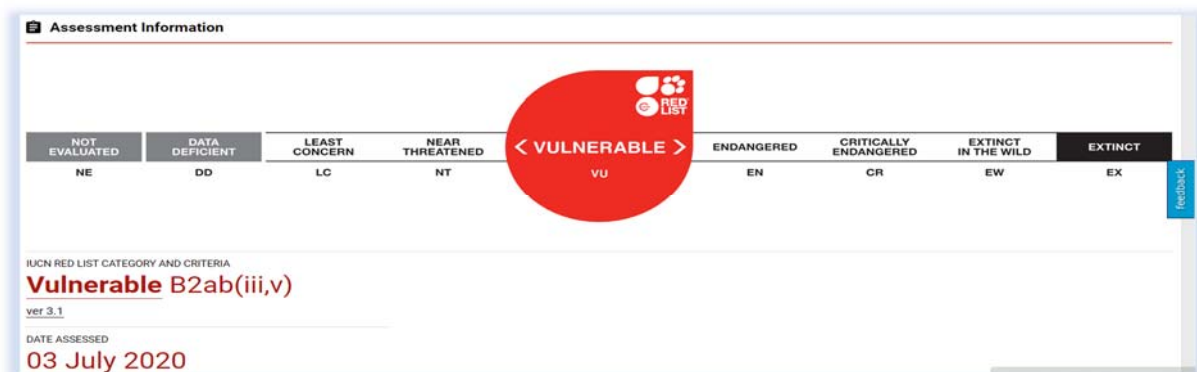 Assessment Information
RED
LIST
NOT
EVALUATED
DATA
DEFICIENT
LEAST
CONCERN
NEAR
THREATENED
< VULNERABLE >
ENDANGERED
CRITICALLY
ENDANGERED
EXTINCT
IN THE WILD
EXTINCT
NE
DD
LC
NT
VU
EN
CR
EW
EX
feedback
IUCN RED LIST CATEGORY AND CRITERIA
Vulnerable B2ab(iii,v)
ver 3.1
DATE ASSESSED
03 July 2020